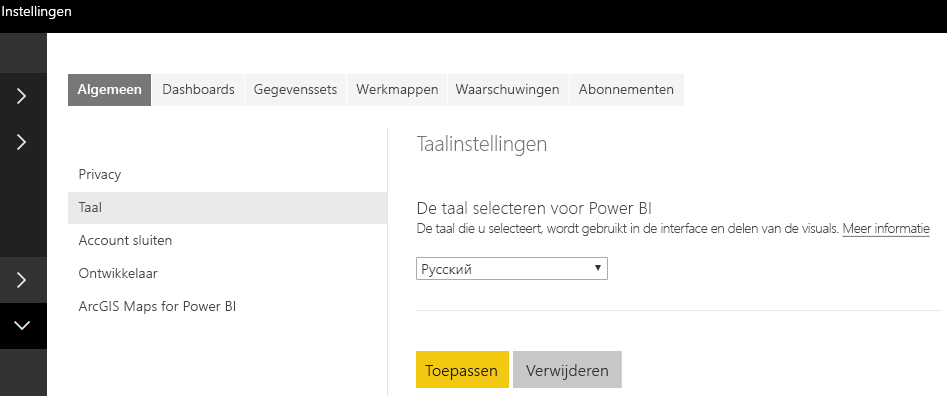 Instellingen
Algemeen Dashboards Gegevenssets Werkmappen Waarschuwingen Abonnementen
Privacy
Taal
Account sluiten
Ontwikkelaar
ArcGIS Maps for Power BI
Taalinstellingen
De taal selecteren voor Power BI
De taal die u selecteert, wordt gebruikt in de interface en delen van de visuals. Meer informatie
Русский
Toepassen Verwijderen